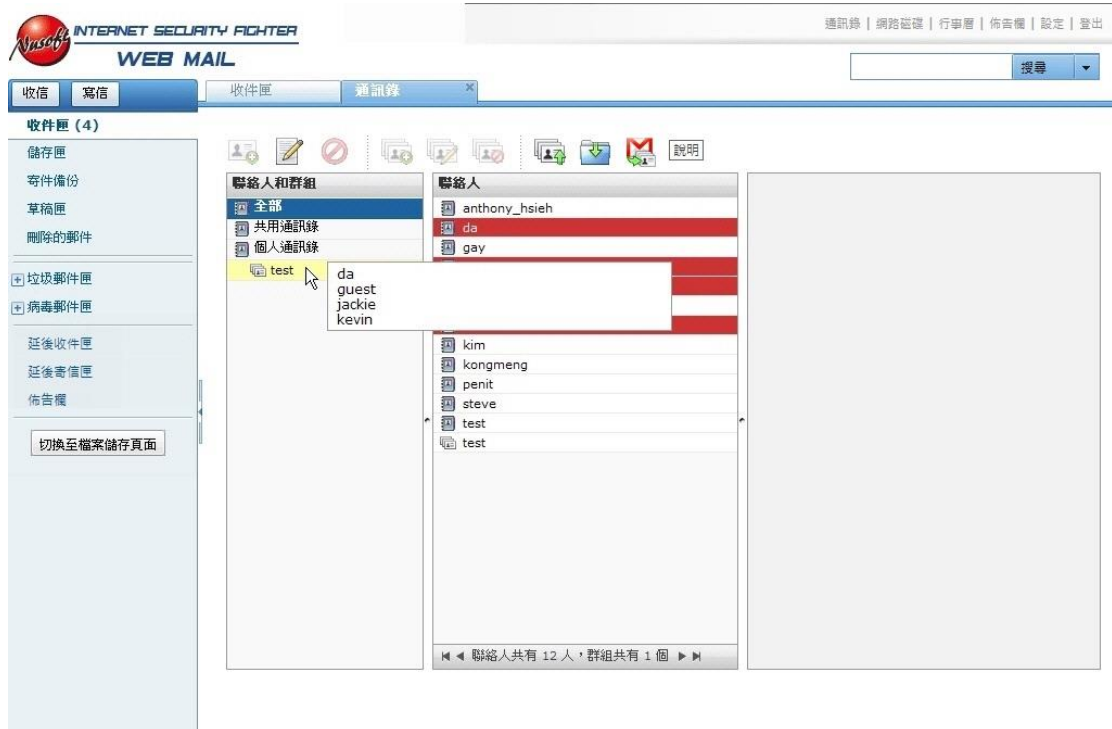 Nusoft INTERNET SECURITY FIGHTER
WEB MAIL
通訊錄 | 網路磁碟 | 行事曆 | 佈告欄 | 設定 | 登出
搜尋
收信 寫信
收件匣 通訊錄
收件匣 (4)
儲存匣
寄件備份
草稿匣
刪除的郵件
垃圾郵件匣
病毒郵件匣
延後收件匣
延後寄信匣
佈告欄
切換至檔案儲存頁面
說明
聯絡人和群組
全部
共用通訊錄
個人通訊錄
test
da
guest
jackie
kevin
聯絡人
anthony_hsieh
da
gay
kim
kongmeng
penit
steve
test
test
聯絡人共有 12 人，群組共有 1 個